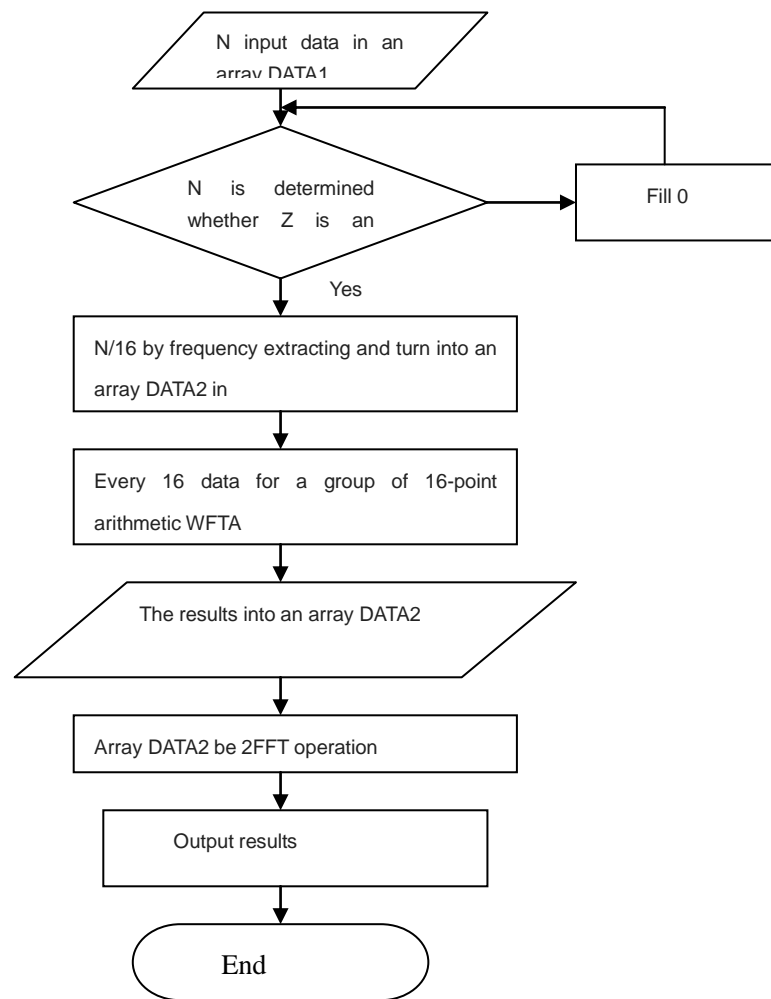 N input data in an
array DATA1
N is determined
whether Z is an
Fill 0
Yes
N/16 by frequency extracting and turn into an
array DATA2 in
Every 16 data for a group of 16-point
arithmetic WFTA
The results into an array DATA2
Array DATA2 be 2FFT operation
Output results
End